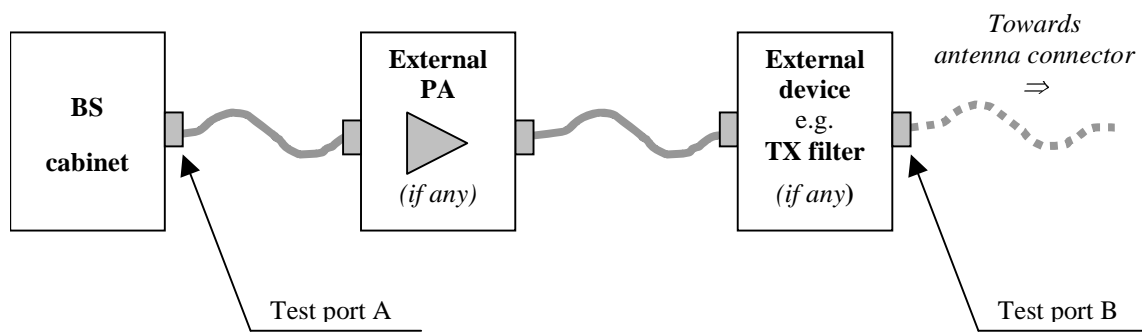 BS
cabinet
External
PA
(if any)
External
device
e.g.
TX filter
(if any)
Towards
antenna connector
⇒
Test port A
Test port B